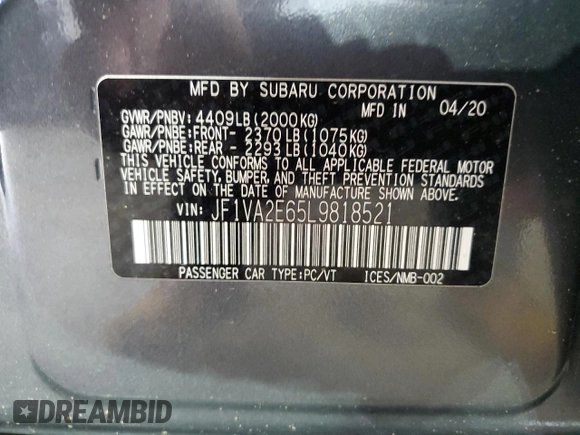 MFD BY SUBARU CORPORATION
MFD IN 04/20
GVWR/PNBV: 4409LB(2000KG)
GAWR/PNBE:FRONT- 2370LB(1075KG)
GAWR/PNBE:REAR - 2293LB(1040KG)
THIS VEHICLE CONFORMS TO ALL APPLICABLE FEDERAL MOTOR
VEHICLE SAFETY, BUMPER, AND THEFT PREVENTION STANDARDS
IN EFFECT ON THE DATE OF MANUFACTURE SHOWN ABOVE.
VIN: JF1VA2E65L9818521
PASSENGER CAR TYPE:PC/VT ICES/NMB-002
DREAMBID